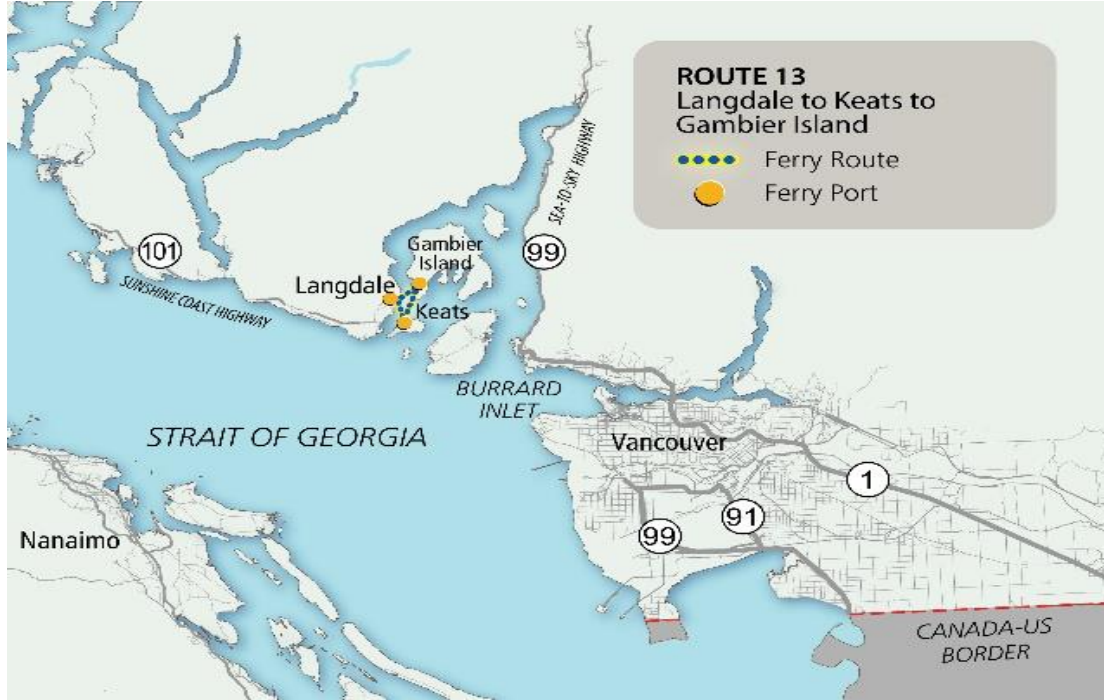 ROUTE 13
Langdale to Keats to
Gambier Island
Ferry Route
Ferry Port
SEA-TO-SKY HIGHWAY
99
101
Gambier
Island
Langdale
Keats
SUNSHINE COAST HIGHWAY
BURRARD
INLET
STRAIT OF GEORGIA
Vancouver
1
91
99
Nanaimo
CANADA-US
BORDER